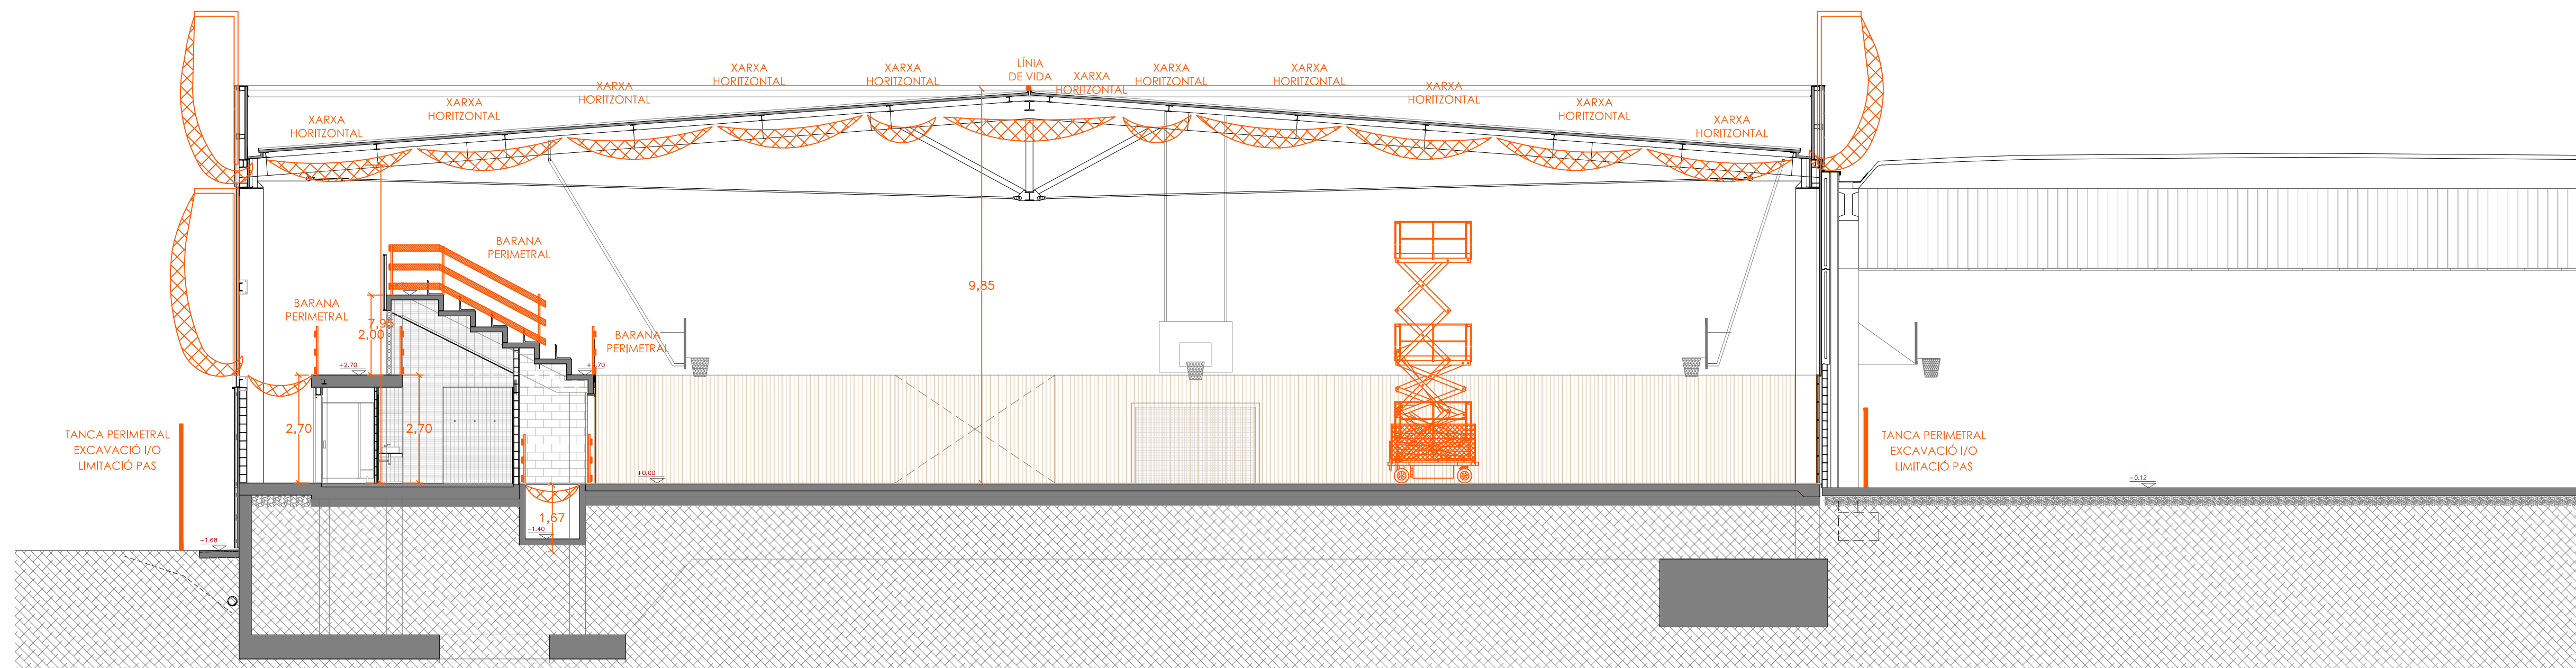 XARXA
HORITZONTAL
XARXA
HORITZONTAL
XARXA
HORITZONTAL
XARXA
HORITZONTAL
XARXA
HORITZONTAL
LÍNIA
DE VIDA
XARXA
HORITZONTAL
XARXA
HORITZONTAL
XARXA
HORITZONTAL
XARXA
HORITZONTAL
XARXA
HORITZONTAL
XARXA
HORITZONTAL
BARANA
PERIMETRAL
9,85
BARANA
PERIMETRAL
7,95
2,00
BARANA
PERIMETRAL
+2.70
2,70
2,70
TANCA PERIMETRAL
EXCAVACIÓ I/O
LIMITACIÓ PAS
TANCA PERIMETRAL
EXCAVACIÓ I/O
LIMITACIÓ PAS
+0.00
-0.12
1,67
-1.40
-1.68